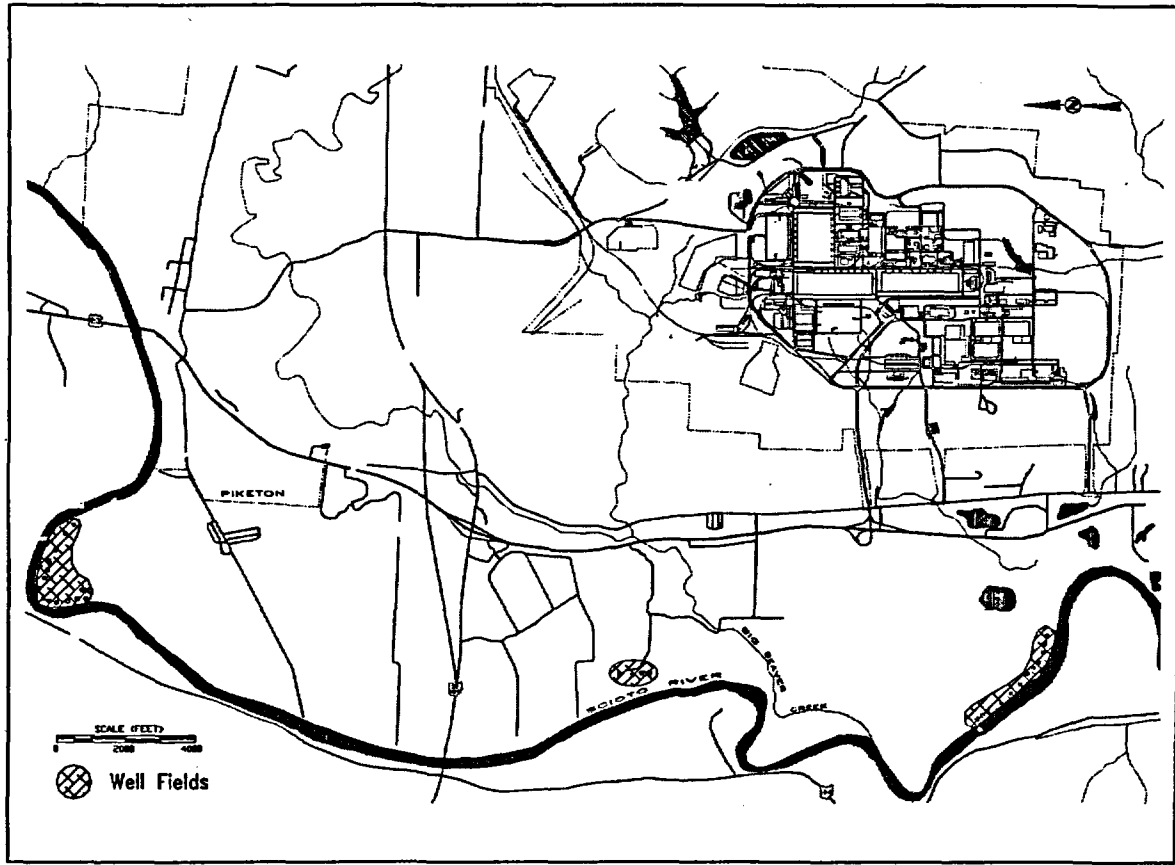 N
PIKETON
BIG BEAVER
CREEK
SCIOTO RIVER
SCALE (FEET)
0 2000 4000
Well Fields